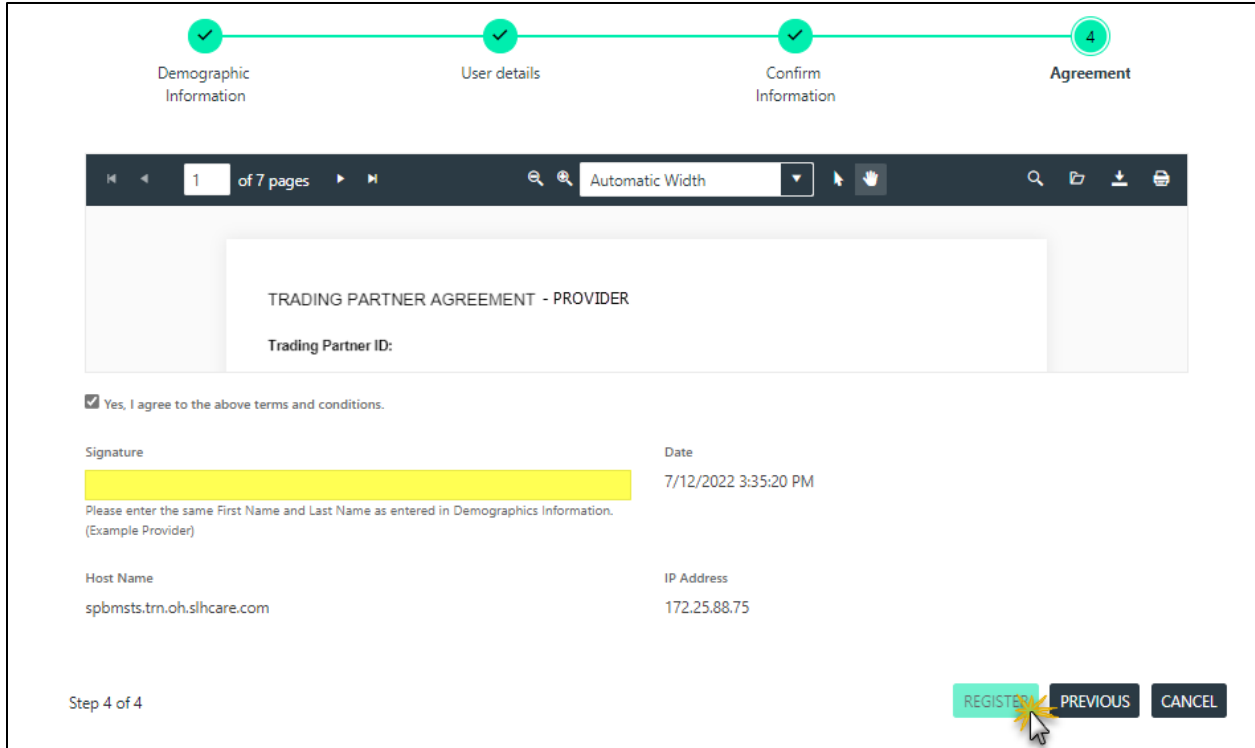 4
Demographic
Information
User details
Confirm
Information
Agreement
1 of 7 pages Automatic Width
TRADING PARTNER AGREEMENT - PROVIDER
Trading Partner ID:
Yes, I agree to the above terms and conditions.
Signature
Date
7/12/2022 3:35:20 PM
Please enter the same First Name and Last Name as entered in Demographics Information.
(Example Provider)
Host Name
IP Address
spbmsts.trn.oh.slhcare.com
172.25.88.75
Step 4 of 4
REGISTER PREVIOUS CANCEL